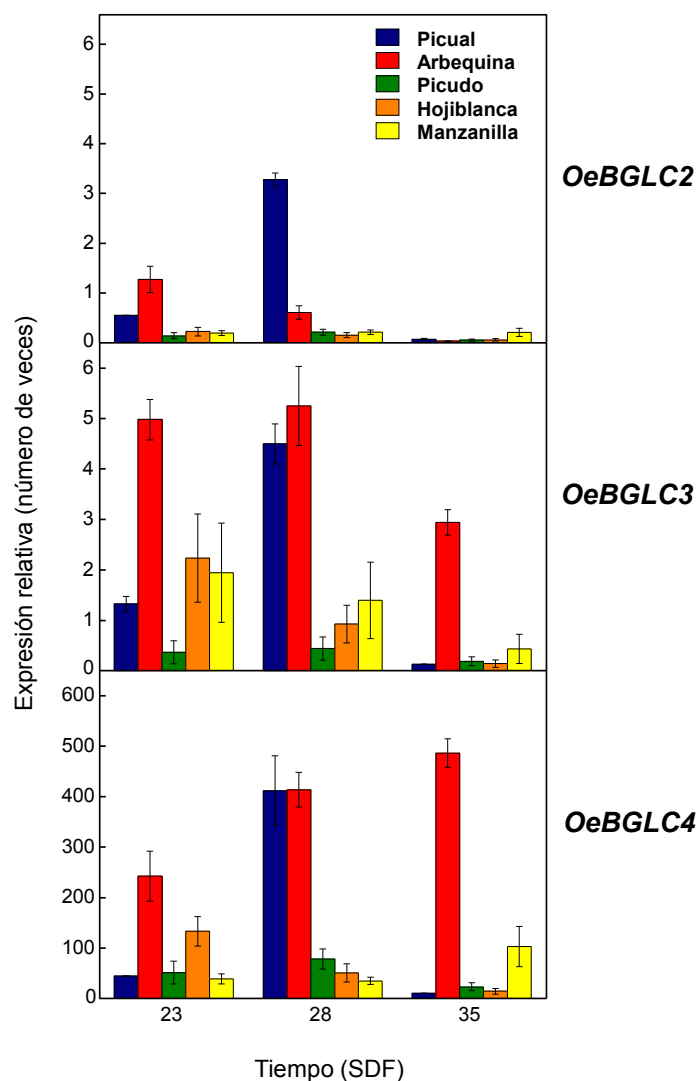 6
5
4
3
2
1
0
Picual
Arbequina
Picudo
Hojiblanca
Manzanilla
OeBGLC2
6
5
4
3
2
1
0
OeBGLC3
600
500
400
300
200
100
0
OeBGLC4
23 28 35
Tiempo (SDF)
Expresión relativa (número de veces)